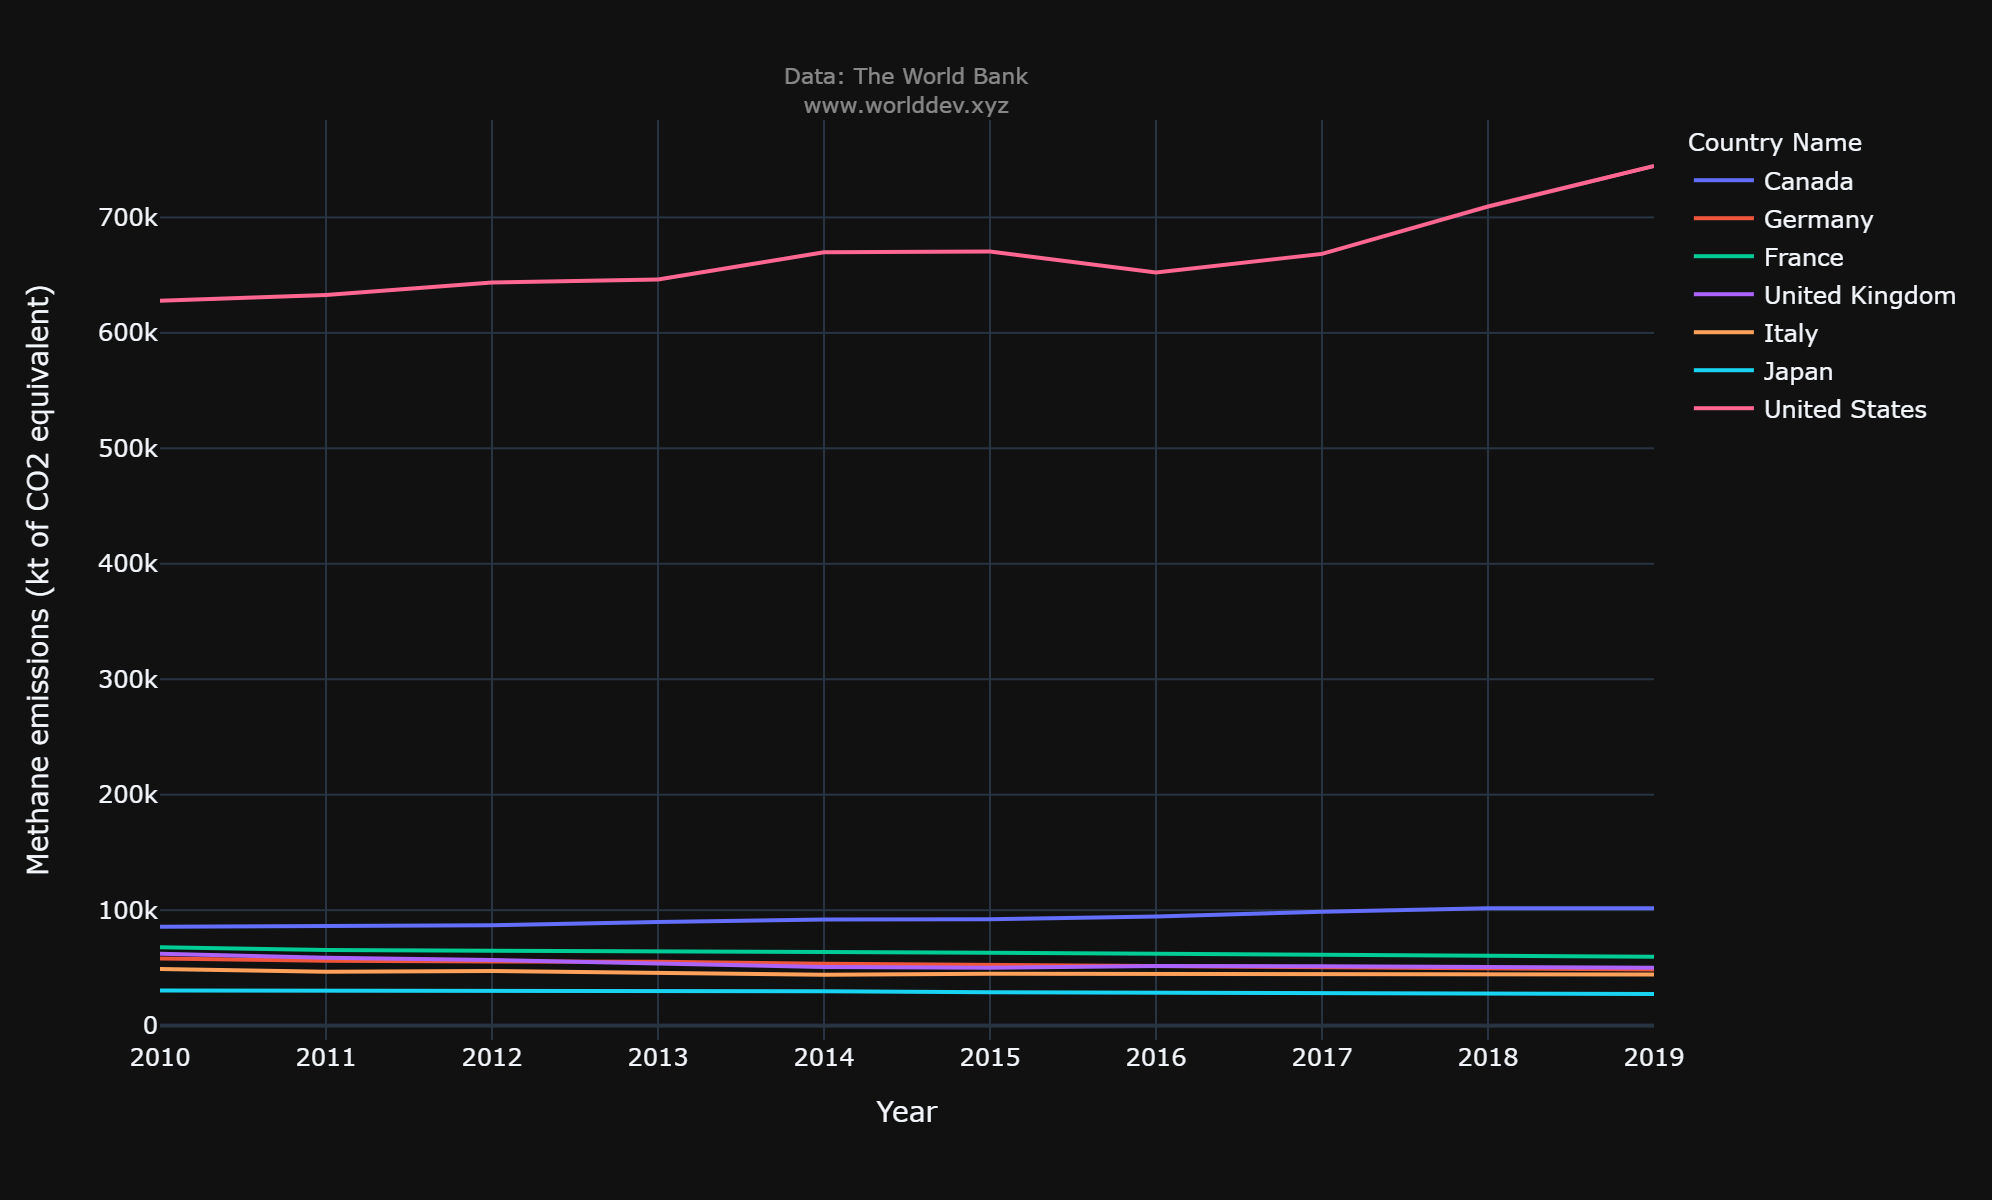 Data: The World Bank
www.worlddev.xyz
Methane emissions (kt of CO2 equivalent)
700k
600k
500k
400k
300k
200k
100k
0
2010 2011 2012 2013 2014 2015 2016 2017 2018 2019
Year
Country Name
Canada
Germany
France
United Kingdom
Italy
Japan
United States